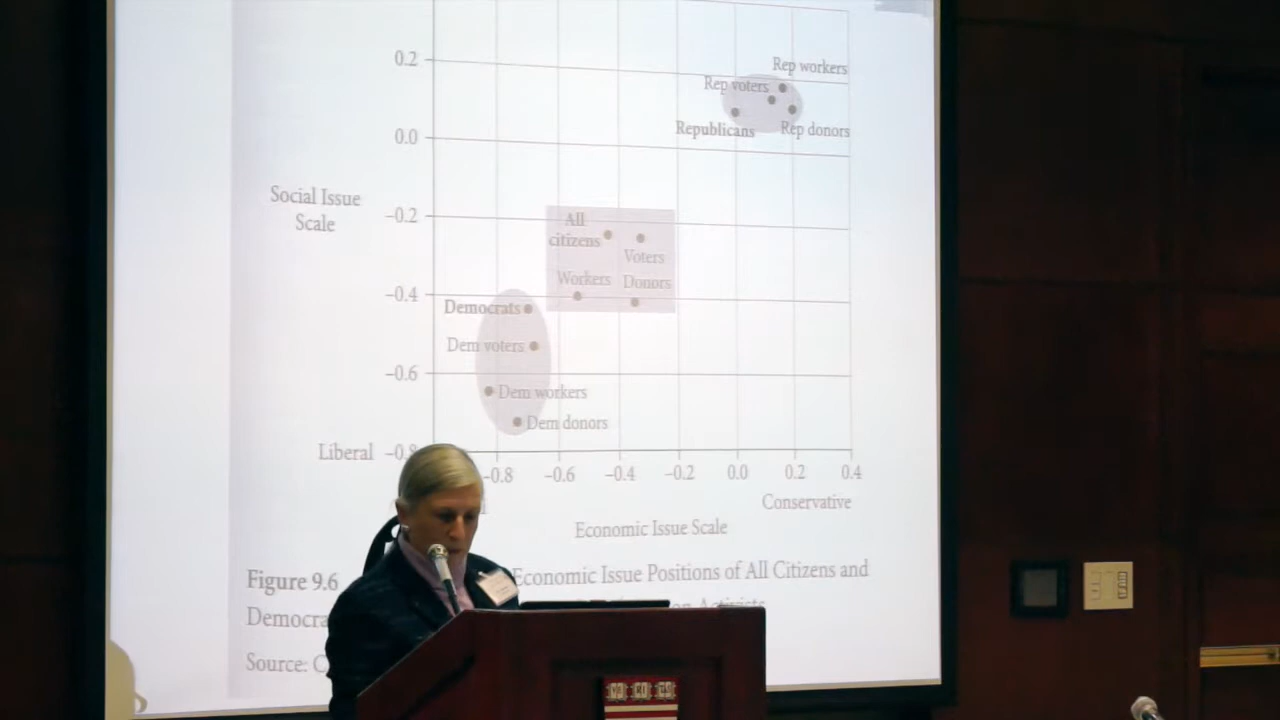 0.2
0.0
−0.2
−0.4
−0.6
Social Issue
Scale
Rep workers
Rep voters
Republicans
Rep donors
All
citizens
Voters
Workers
Donors
Democrats
Dem voters
Dem workers
Dem donors
Liberal
−0.8
−0.6
−0.4
−0.2
0.0
0.2
0.4
Conservative
Economic Issue Scale
Figure 9.6 Economic Issue Positions of All Citizens and
Source: